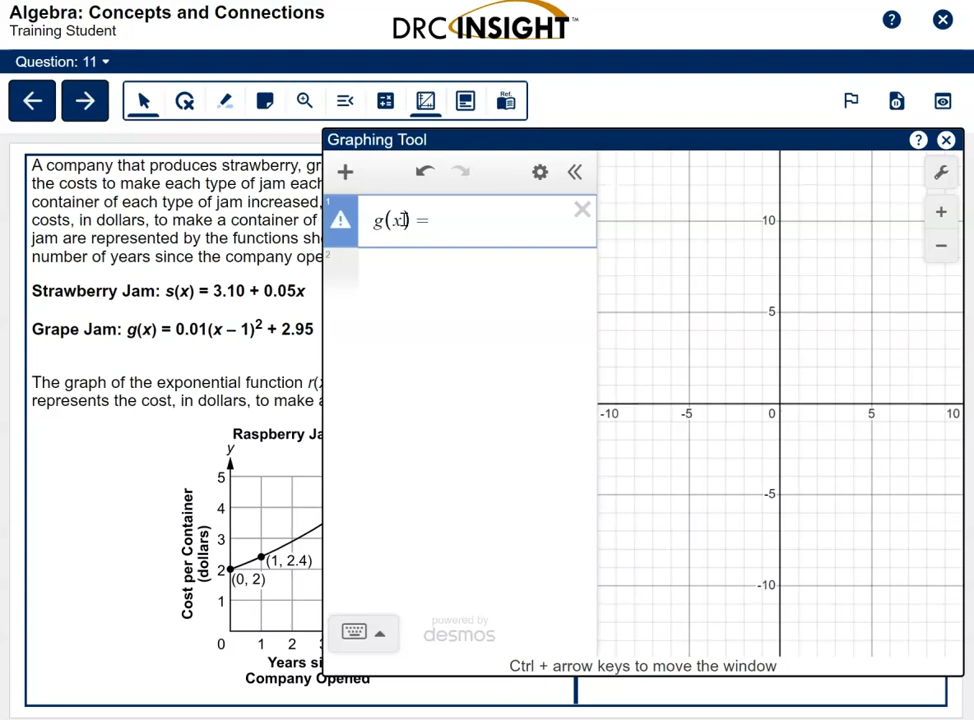 Algebra: Concepts and Connections
Training Student
DRC INSIGHT™
?
Question: 11
Ref.
A company that produces strawberry, gr
the costs to make each type of jam each
container of each type of jam increased,
costs, in dollars, to make a container of
jam are represented by the functions sh
number of years since the company ope
Strawberry Jam: s(x) = 3.10 + 0.05x
Grape Jam: g(x) = 0.01(x – 1)² + 2.95
The graph of the exponential function r(
represents the cost, in dollars, to make a
Raspberry Ja
y
5
4
3
2
1
0 1 2
Cost per Container
(dollars)
(1, 2.4)
(0, 2)
Years si
Company Opened
Graphing Tool
?
1
g(x) =
2
powered by
desmos
10
5
-10 -5 0 5 10
-5
-10
Ctrl + arrow keys to move the window